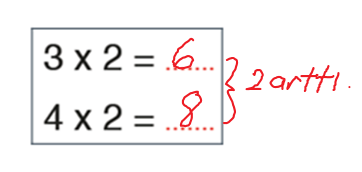 3 x 2 = 6
4 x 2 = 8
2 arttı.